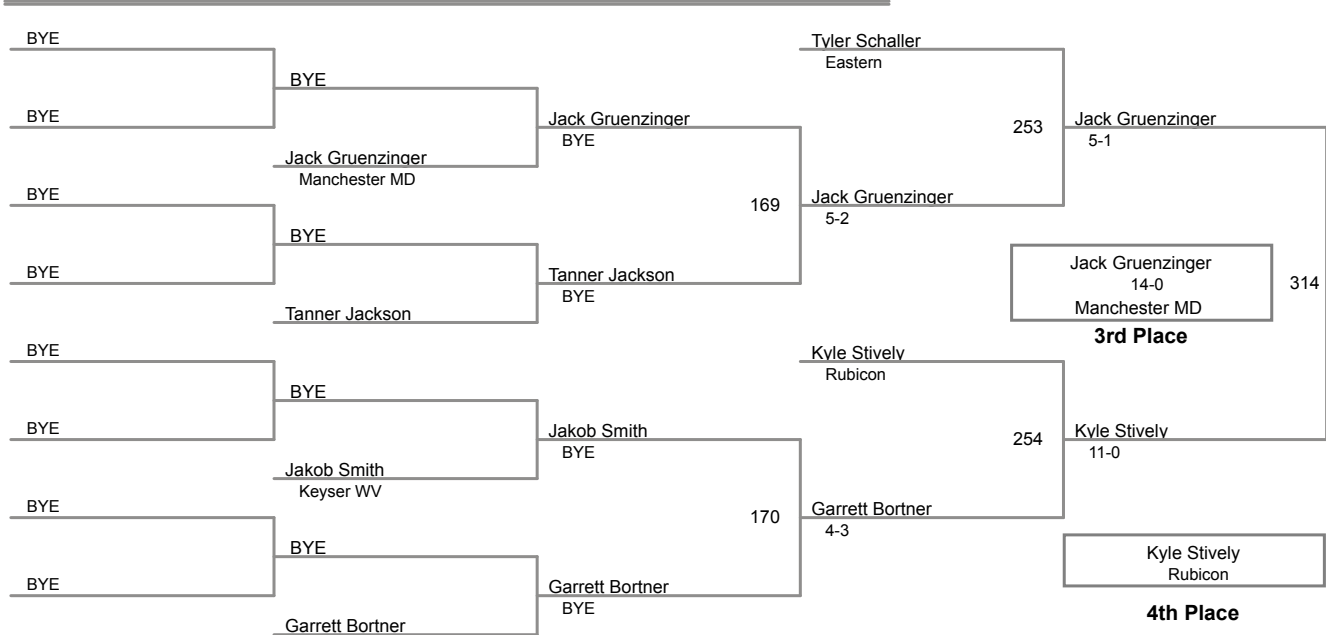 BYE
BYE
BYE
Jack Gruenzinger
Manchester MD
Jack Gruenzinger
BYE
BYE
BYE
BYE
Tanner Jackson
Tanner Jackson
BYE
169
Jack Gruenzinger
5-2
Tyler Schaller
Eastern
253
Jack Gruenzinger
5-1
Jack Gruenzinger
14-0
Manchester MD
3rd Place
314
BYE
BYE
BYE
Jakob Smith
Keyser WV
Jakob Smith
BYE
BYE
BYE
BYE
Garrett Bortner
Garrett Bortner
BYE
170
Garrett Bortner
4-3
Kyle Stively
Rubicon
254
Kyle Stively
11-0
Kyle Stively
Rubicon
4th Place